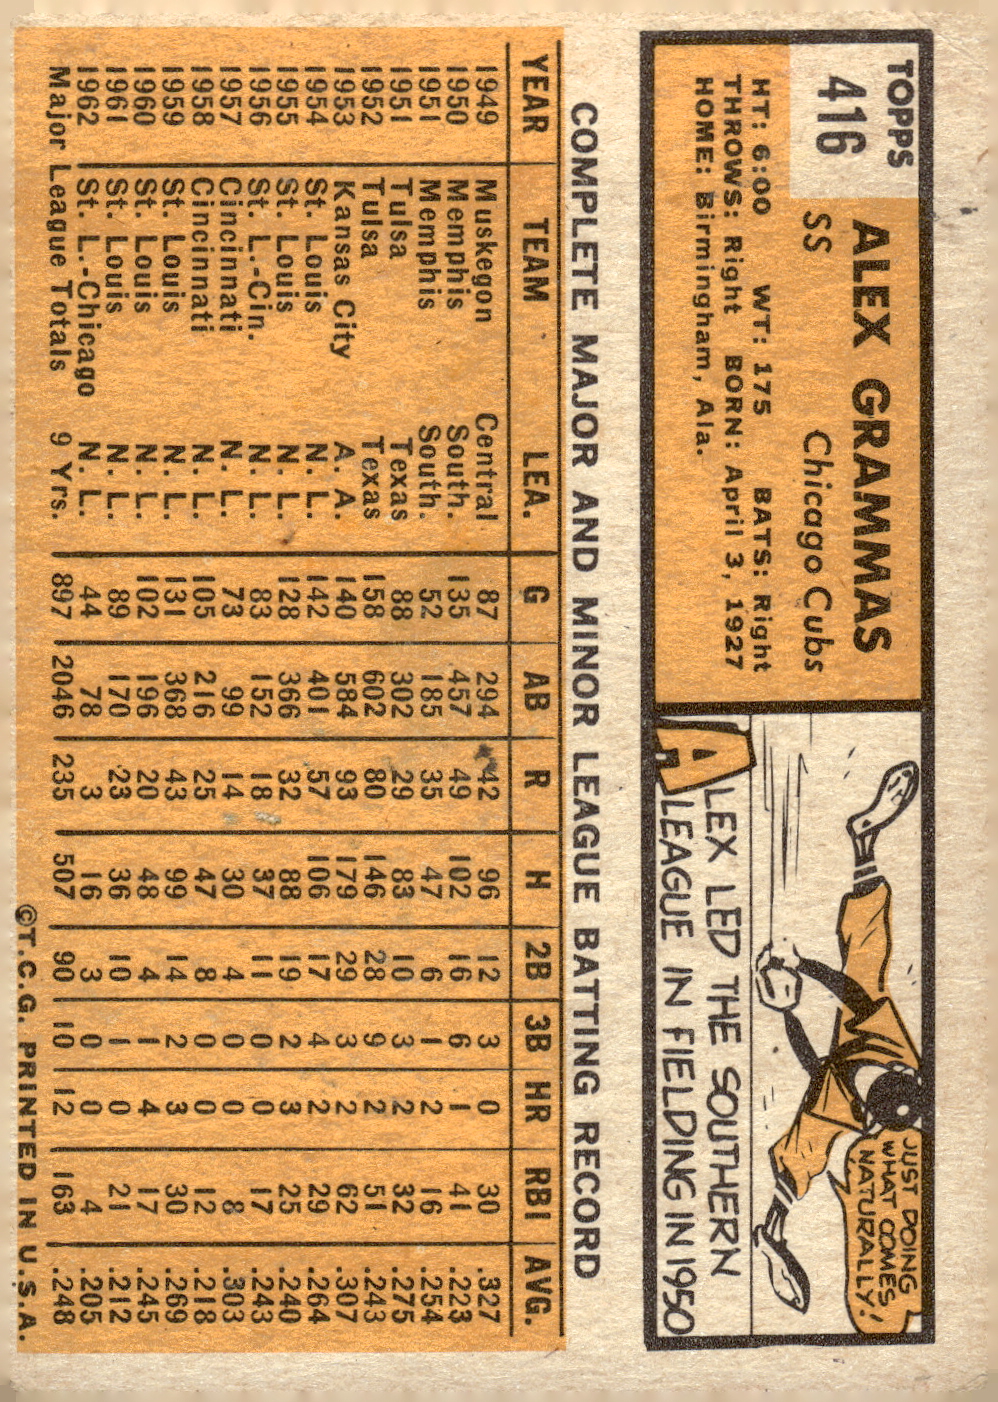 TOPPS
416
ALEX GRAMMAS
SS Chicago Cubs
HT: 6:00 WT: 175 BATS: Right
THROWS: Right BORN: April 3, 1927
HOME: Birmingham, Ala.
JUST DOING
WHAT COMES
NATURALLY!
ALEX LED THE SOUTHERN
LEAGUE IN FIELDING IN 1950
COMPLETE MAJOR AND MINOR LEAGUE BATTING RECORD
YEAR TEAM LEA. G AB R H 2B 3B HR RBI AVG.
1949 Muskegon Central 87 294 42 96 12 3 0 30 .327
1950 Memphis South. 135 457 49 102 16 6 1 41 .223
1951 Memphis South. 52 185 35 47 6 1 2 16 .254
1951 Tulsa Texas 88 302 29 83 10 3 2 32 .275
1952 Tulsa Texas 158 602 80 146 28 9 2 51 .243
1953 Kansas City A. A. 140 584 93 179 29 3 2 62 .307
1954 St. Louis N. L. 142 401 57 106 17 4 2 29 .264
1955 St. Louis N. L. 128 366 32 88 19 2 3 25 .240
1956 St. L.-Cin. N. L. 83 152 18 37 11 0 0 17 .243
1957 Cincinnati N. L. 73 99 14 30 4 0 0 8 .303
1958 Cincinnati N. L. 105 216 25 47 8 0 0 12 .218
1959 St. Louis N. L. 131 368 43 99 14 2 3 30 .269
1960 St. Louis N. L. 102 196 20 48 4 1 4 17 .245
1961 St. Louis N. L. 89 170 23 36 10 1 0 21 .212
1962 St. L.-Chicago N. L. 44 78 3 16 3 0 0 4 .205
Major League Totals 9 Yrs. 897 2046 235 507 90 10 12 163 .248
©T.C.G. PRINTED IN U.S.A.